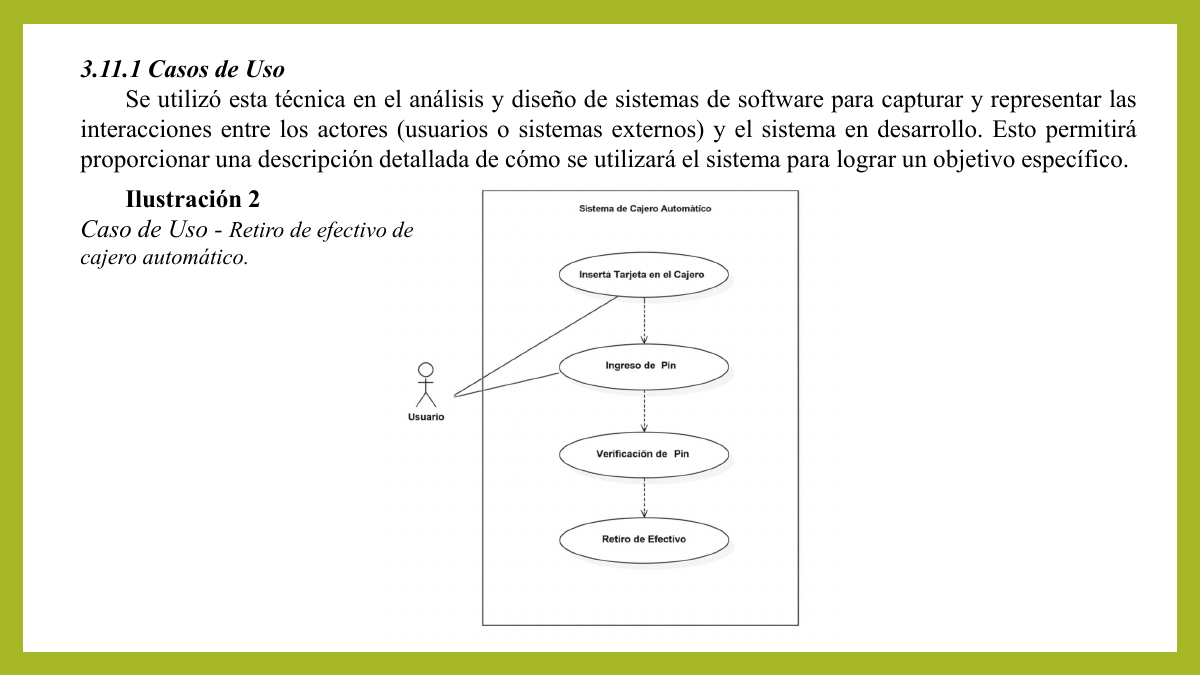 3.11.1 Casos de Uso
Se utilizó esta técnica en el análisis y diseño de sistemas de software para capturar y representar las
interacciones entre los actores (usuarios o sistemas externos) y el sistema en desarrollo. Esto permitirá
proporcionar una descripción detallada de cómo se utilizará el sistema para lograr un objetivo específico.
Ilustración 2
Caso de Uso - Retiro de efectivo de
cajero automático.
Sistema de Cajero Automàtíco
Inserta Tarjeta en el Cajero
Ingreso de Pin
Usuario
Verificación de Pin
Retiro de Efectivo